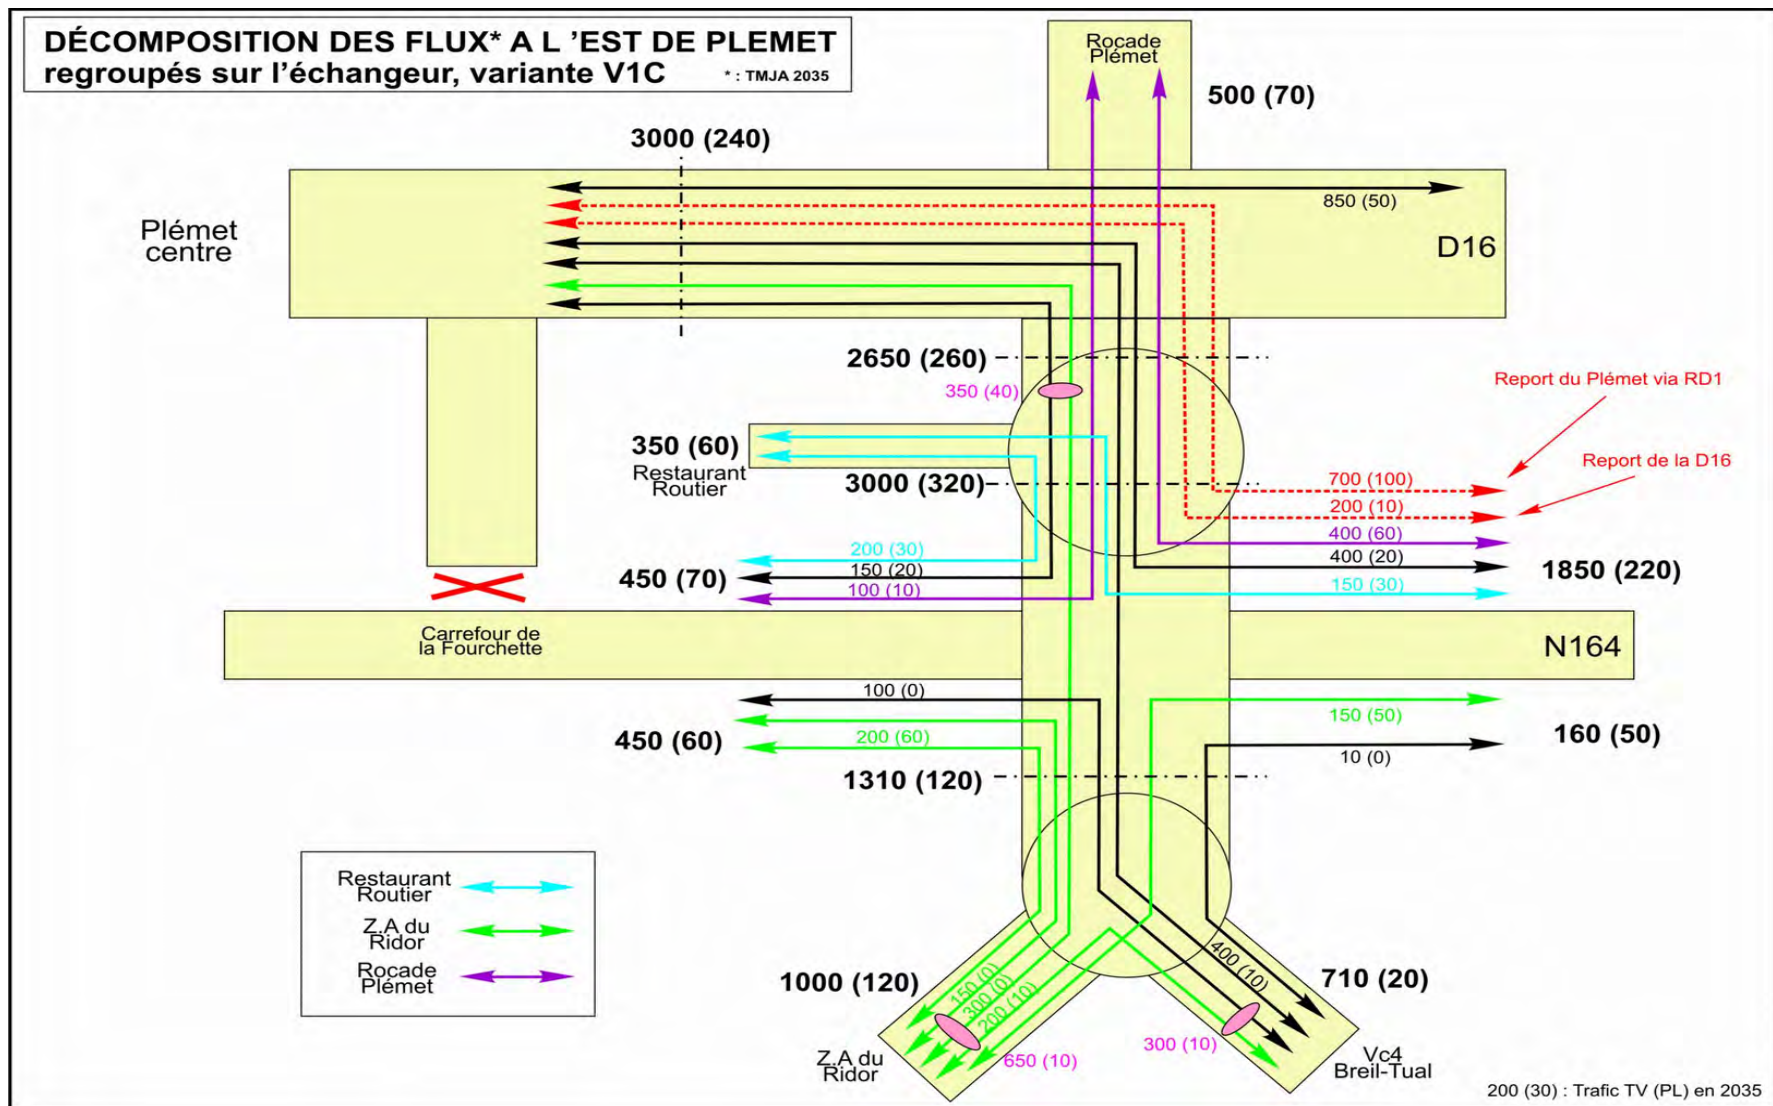 DÉCOMPOSITION DES FLUX* A L 'EST DE PLEMET
regroupés sur l'échangeur, variante V1C
* : TMJA 2035
Rocade
Plémet
500 (70)
3000 (240)
850 (50)
Plémet
centre
D16
2650 (260)
350 (40)
Report du Plémet via RD1
350 (60)
Restaurant
Routier
3000 (320)
Report de la D16
700 (100)
200 (10)
400 (60)
400 (20)
150 (30)
1850 (220)
200 (30)
150 (20)
100 (10)
450 (70)
Carrefour de
la Fourchette
N164
100 (0)
200 (60)
450 (60)
150 (50)
160 (50)
10 (0)
1310 (120)
Restaurant
Routier
Z.A du
Ridor
Rocade
Plémet
1000 (120)
150 (0)
300 (0)
200 (10)
650 (10)
Z.A du
Ridor
400 (10)
710 (20)
300 (10)
Vc4
Breil-Tual
200 (30) : Trafic TV (PL) en 2035